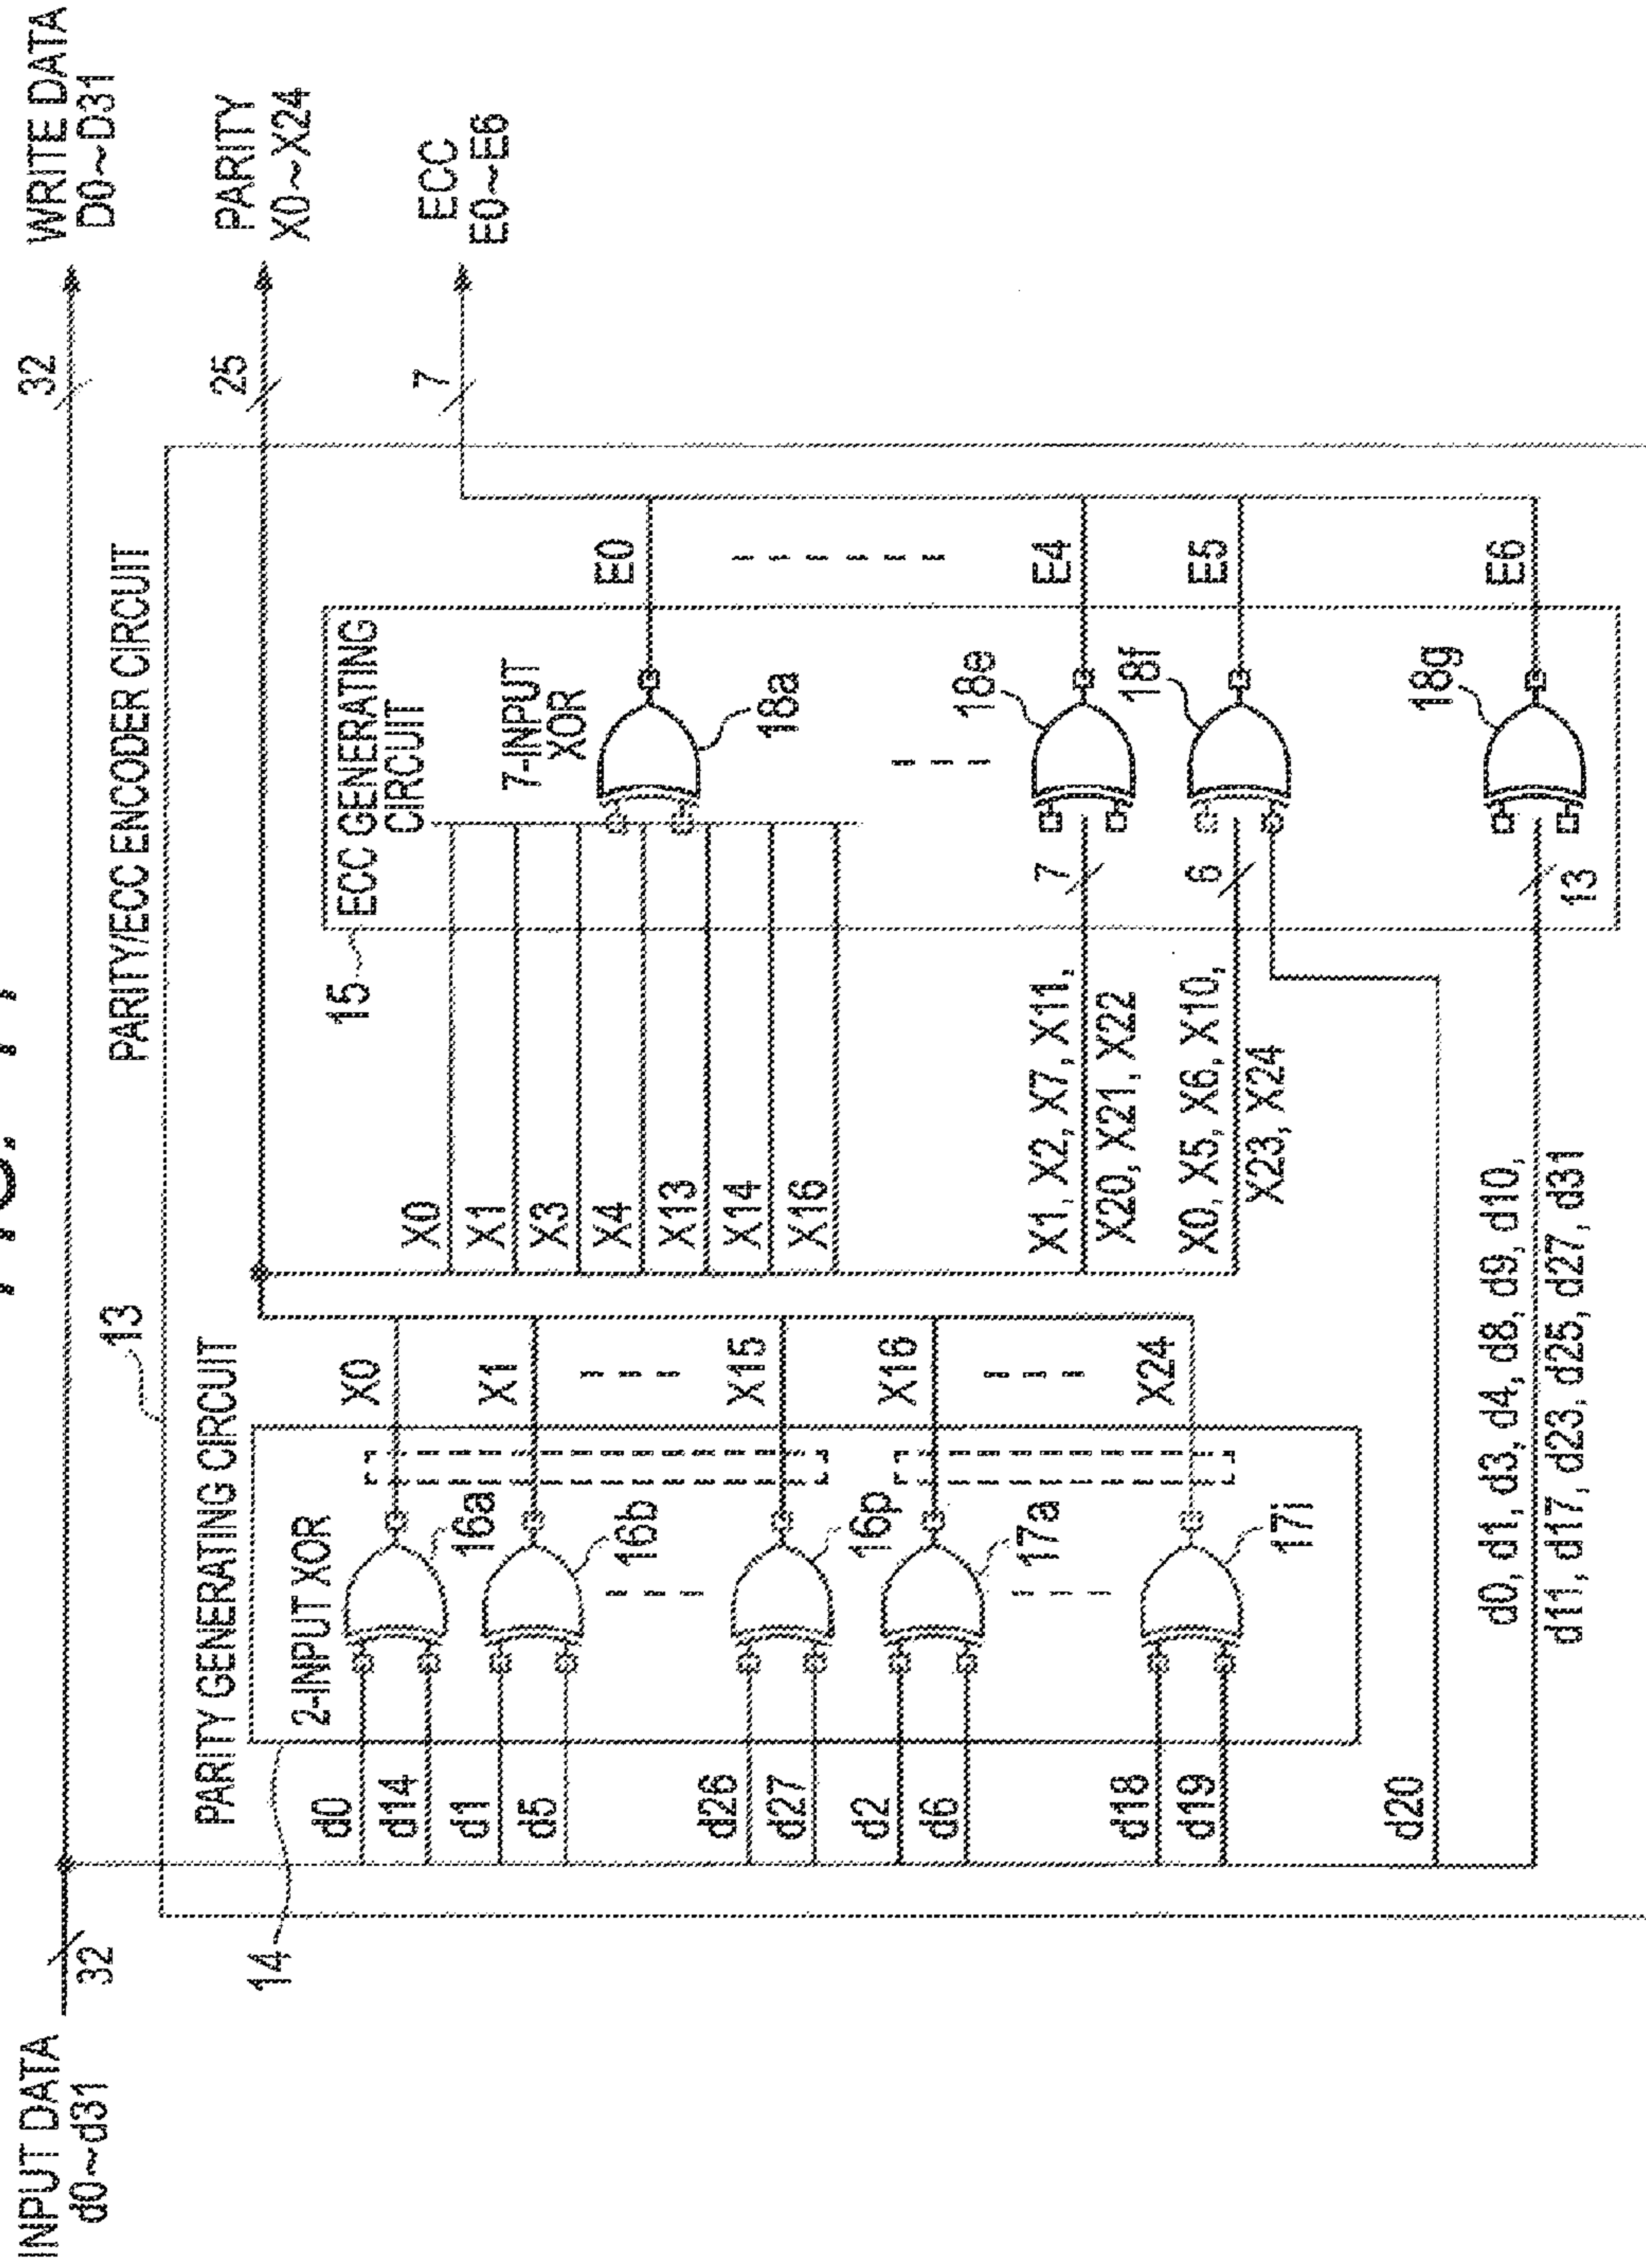 INPUT DATA
d0~d31
32
32
WRITE DATA
D0~D31
13
PARITY/ECC ENCODER CIRCUIT
25
PARITY
X0~X24
7
ECC
E0~E6
14
PARITY GENERATING CIRCUIT
2-INPUT XOR
d0
d14
16a
X0
d1
d5
16b
X1
d26
d27
16p
X15
d2
d6
17a
X16
d18
d19
17i
X24
15
ECC GENERATING
CIRCUIT
7-INPUT
XOR
X0
X1
X3
X4
X13
X14
X16
18a
E0
X1, X2, X7, X11,
X20, X21, X22
7
18e
E4
X0, X5, X6, X10,
X23, X24
6
18f
E5
d20
d0, d1, d3, d4, d8, d9, d10,
d11, d17, d23, d25, d27, d31
13
18g
E6